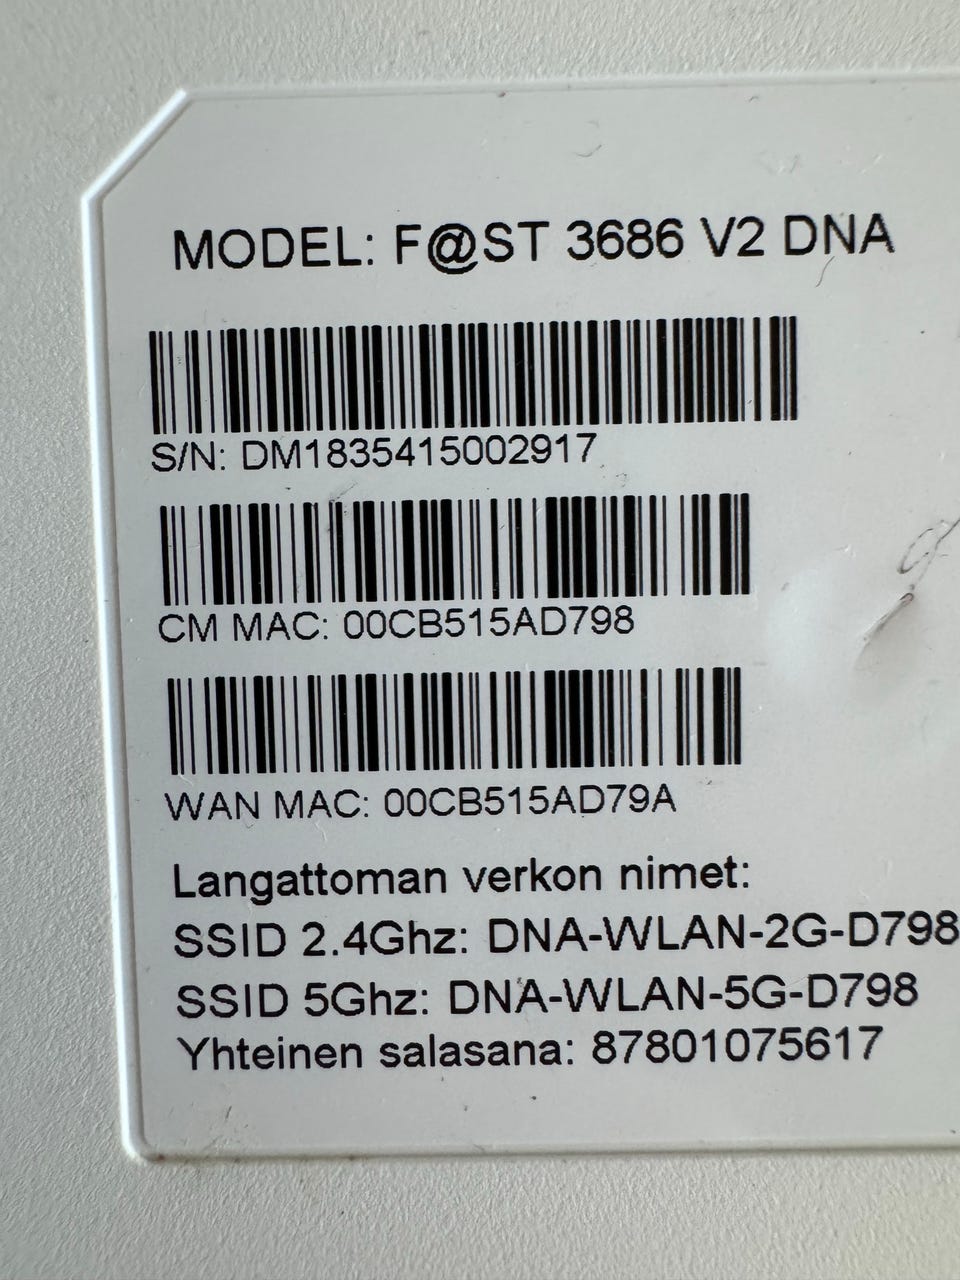 MODEL: F@ST 3686 V2 DNA
S/N: DM1835415002917
CM MAC: 00CB515AD798
WAN MAC: 00CB515AD79A
Langattoman verkon nimet:
SSID 2.4Ghz: DNA-WLAN-2G-D798
SSID 5Ghz: DNA-WLAN-5G-D798
Yhteinen salasana: 87801075617